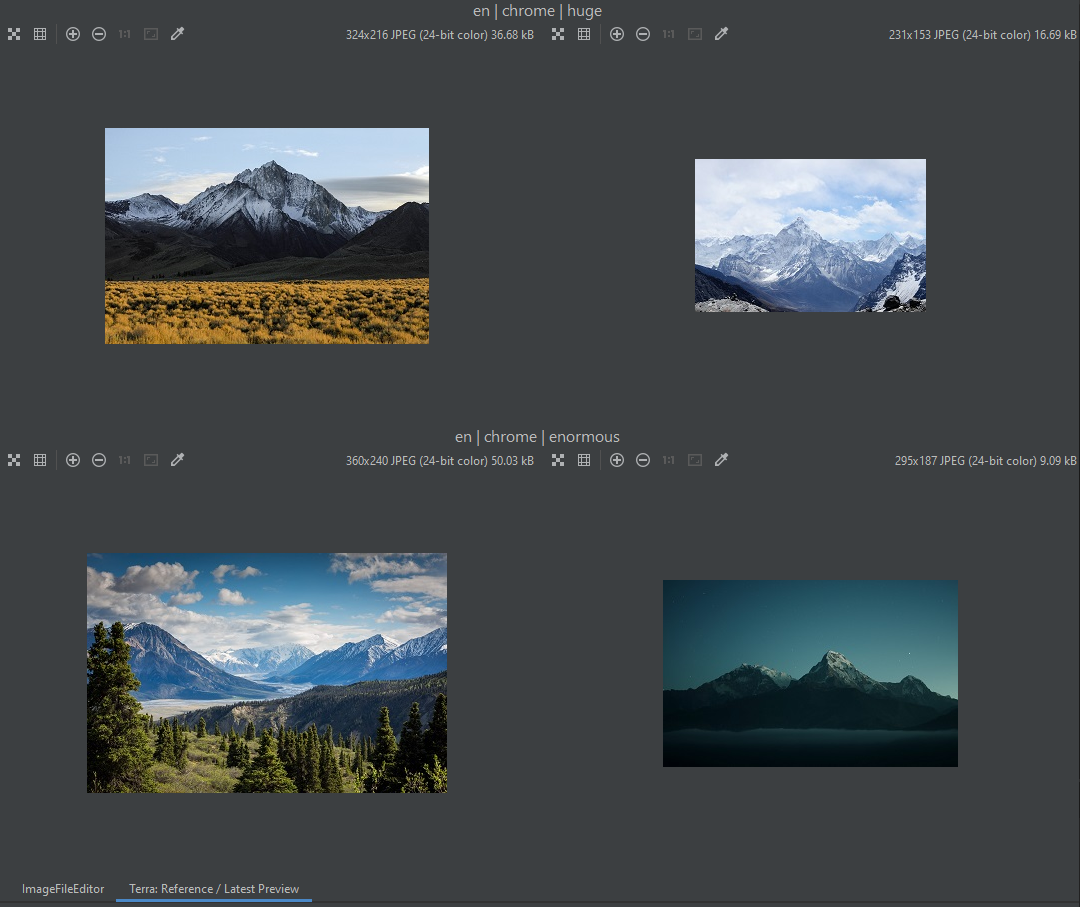 en | chrome | huge
1:1 324x216 JPEG (24-bit color) 36.68 kB 1:1 231x153 JPEG (24-bit color) 16.69 kB
en | chrome | enormous
1:1 360x240 JPEG (24-bit color) 50.03 kB 1:1 295x187 JPEG (24-bit color) 9.09 kB
ImageFileEditor Terra: Reference / Latest Preview